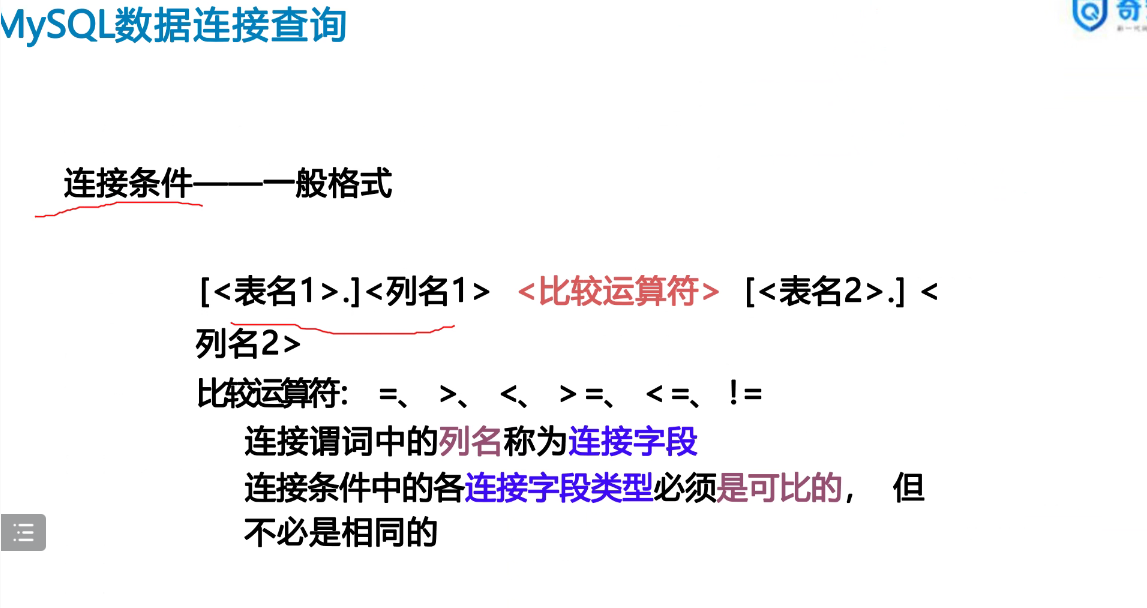 MySQL数据连接查询
连接条件——一般格式
[<表名1>.]<列名1> <比较运算符> [<表名2>.] <
列名2>
比较运算符: =、 >、 <、 > =、 < =、 ! =
连接谓词中的列名称为连接字段
连接条件中的各连接字段类型必须是可比的， 但
不必是相同的